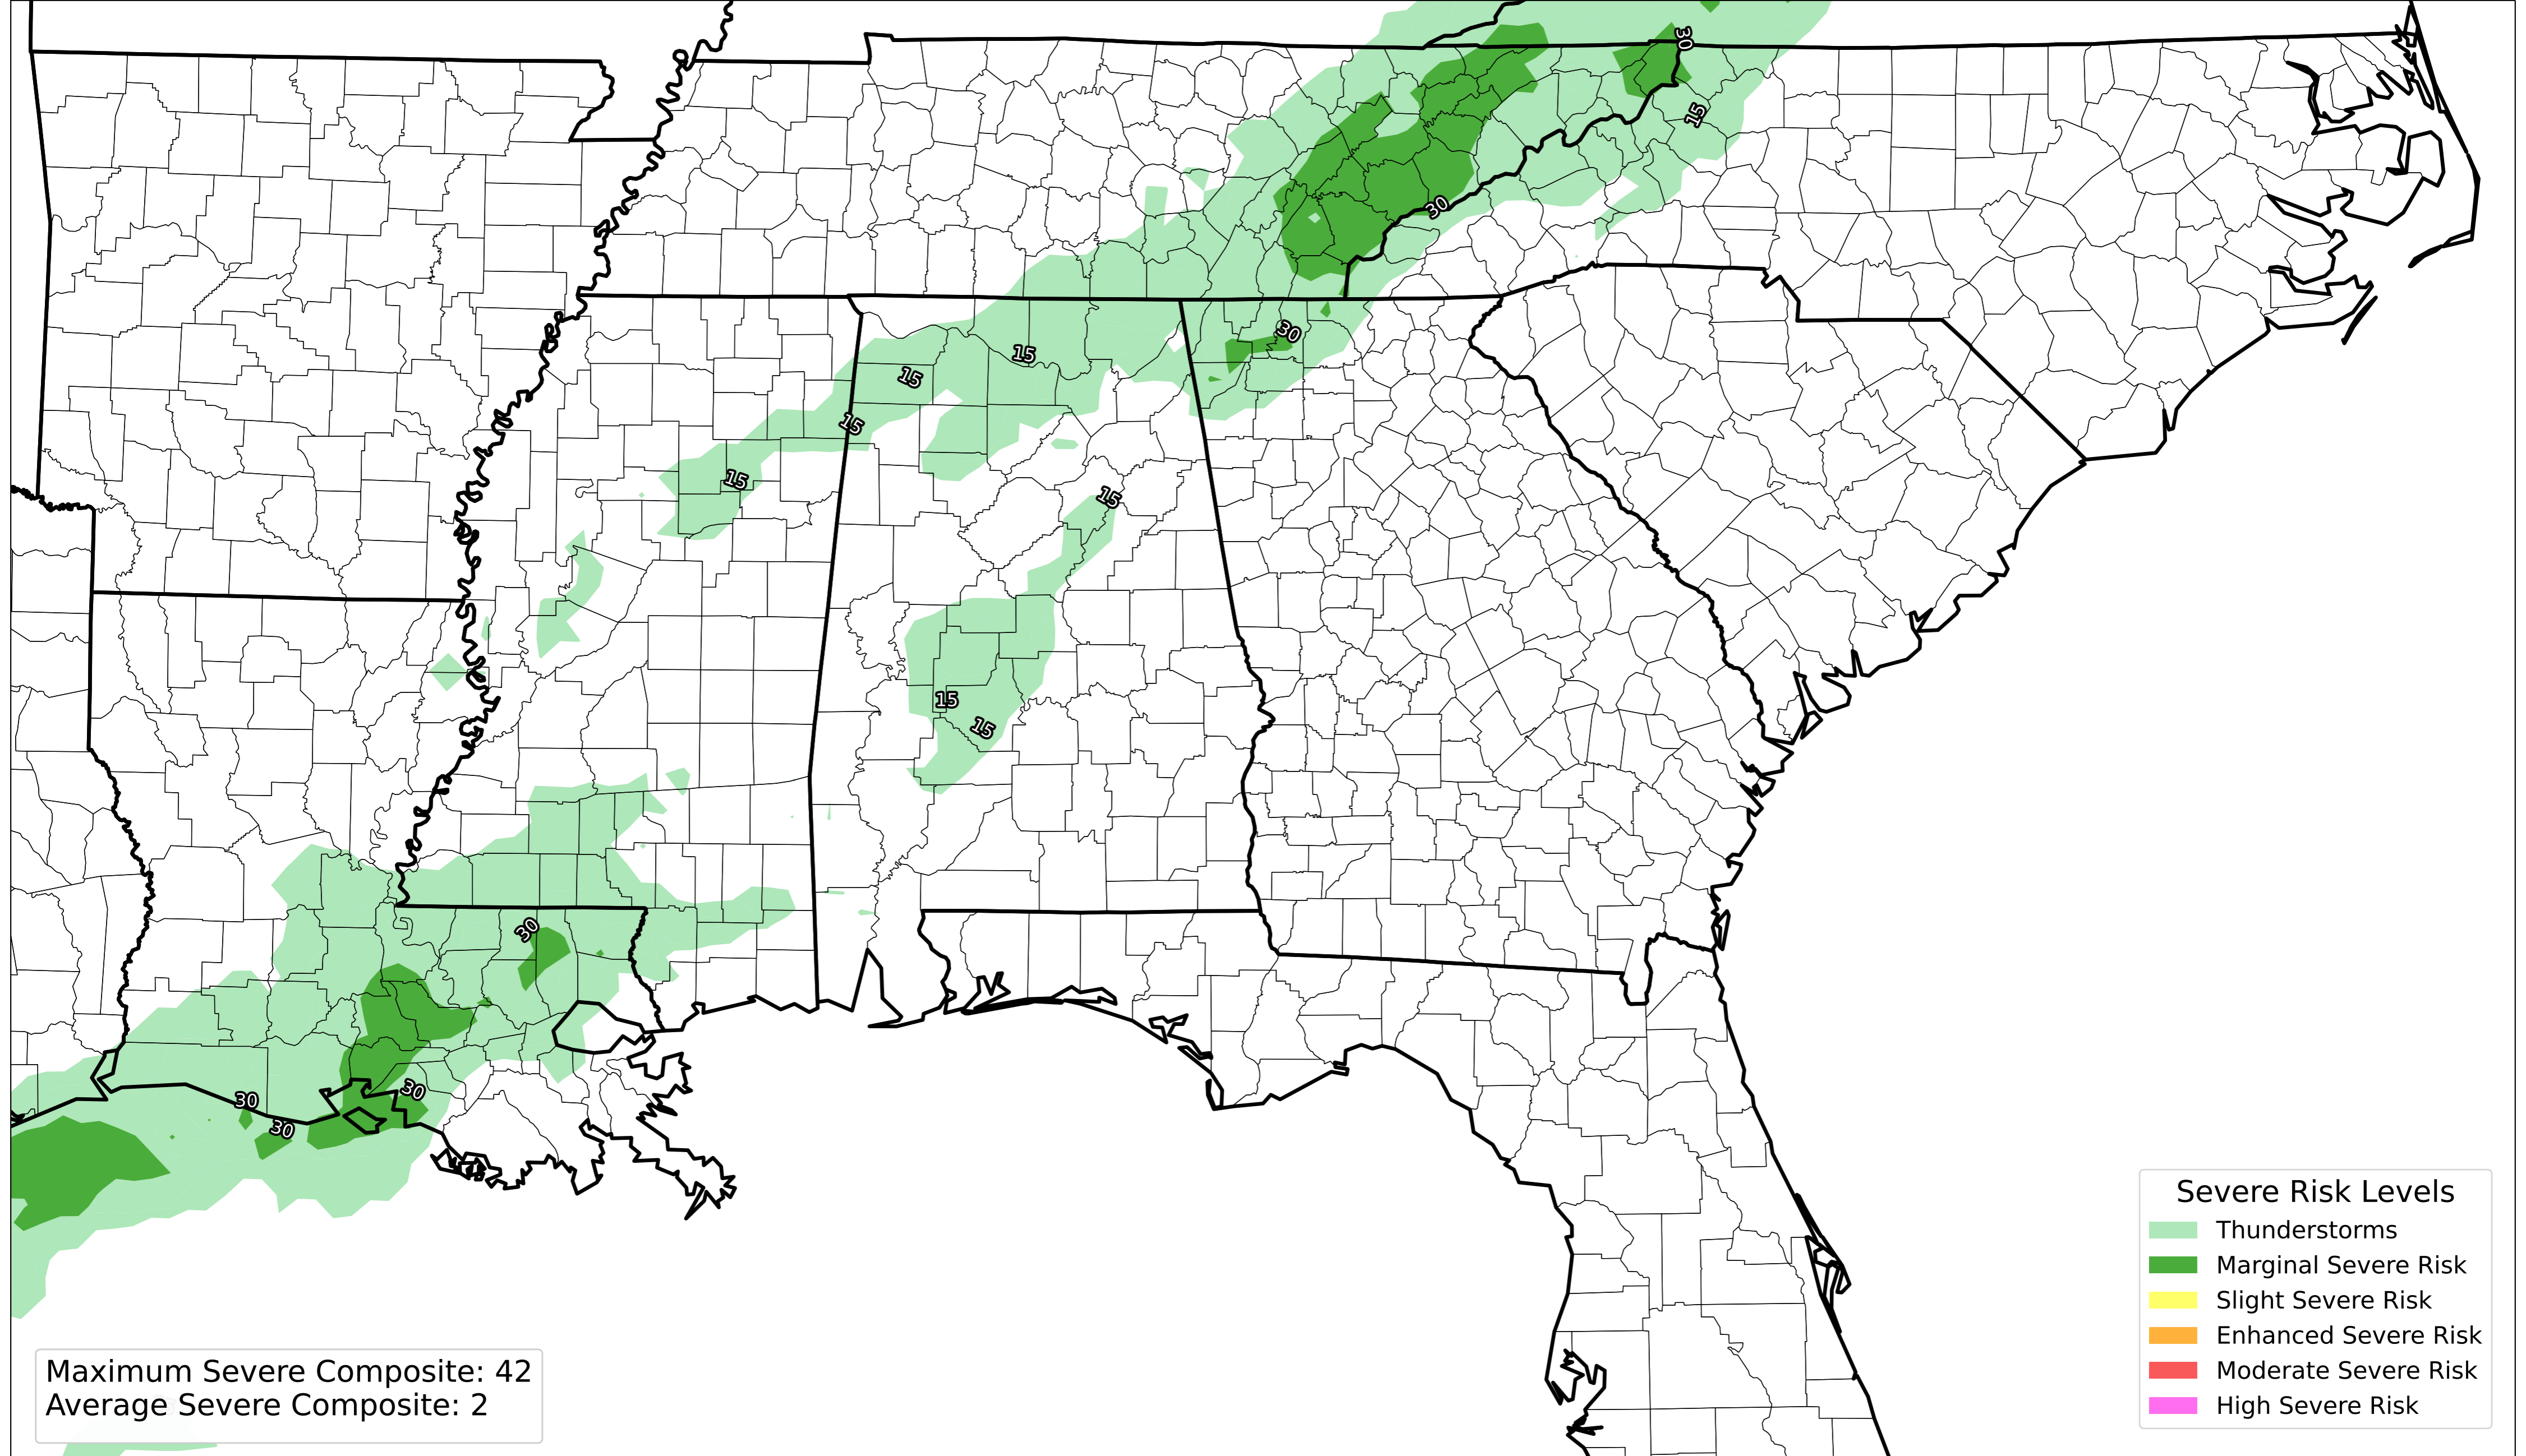 30
15
30
30
15
15
15
15
15
15
15
30
30
30
30
Severe Risk Levels
Thunderstorms
Marginal Severe Risk
Slight Severe Risk
Enhanced Severe Risk
Moderate Severe Risk
High Severe Risk
Maximum Severe Composite: 42
Average Severe Composite: 2